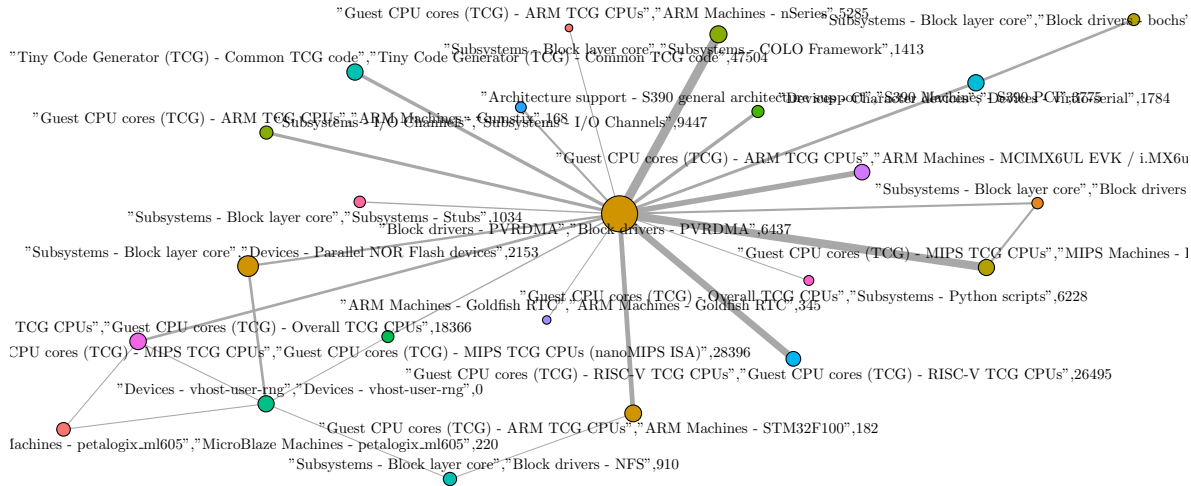 "Guest CPU cores (TCG) - ARM TCG CPUs","ARM Machines - nSeries",5285
"Subsystems - Block layer core","Block drivers - bochs"
"Subsystems - Block layer core","Subsystems - COLO Framework",1413
"Tiny Code Generator (TCG) - Common TCG code","Tiny Code Generator (TCG) - Common TCG code",47504
"Architecture support - S390 general architecture support","S390 Machines - S390 PCI",3775
"Devices - Character devices","Devices - virtio-serial",1784
"Guest CPU cores (TCG) - ARM TCG CPUs","ARM Machines - Gumstix",168
"Subsystems - I/O Channels","Subsystems - I/O Channels",9447
"Guest CPU cores (TCG) - ARM TCG CPUs","ARM Machines - MCIMX6UL EVK / i.MX6u
"Subsystems - Block layer core","Block drivers
"Subsystems - Block layer core","Subsystems - Stubs",1034
"Block drivers - PVRDMA","Block drivers - PVRDMA",6437
"Subsystems - Block layer core","Devices - Parallel NOR Flash devices",2153
"Guest CPU cores (TCG) - MIPS TCG CPUs","MIPS Machines -
"Guest CPU cores (TCG) - Overall TCG CPUs","Subsystems - Python scripts",6228
"ARM Machines - Goldfish RTC","ARM Machines - Goldfish RTC",345
TCG CPUs","Guest CPU cores (TCG) - Overall TCG CPUs",18366
CPU cores (TCG) - MIPS TCG CPUs","Guest CPU cores (TCG) - MIPS TCG CPUs (nanoMIPS ISA)",28396
"Guest CPU cores (TCG) - RISC-V TCG CPUs","Guest CPU cores (TCG) - RISC-V TCG CPUs",26495
"Devices - vhost-user-rng","Devices - vhost-user-rng",0
"Guest CPU cores (TCG) - ARM TCG CPUs","ARM Machines - STM32F100",182
Machines - petalogix_ml605","MicroBlaze Machines - petalogix_ml605",220
"Subsystems - Block layer core","Block drivers - NFS",910